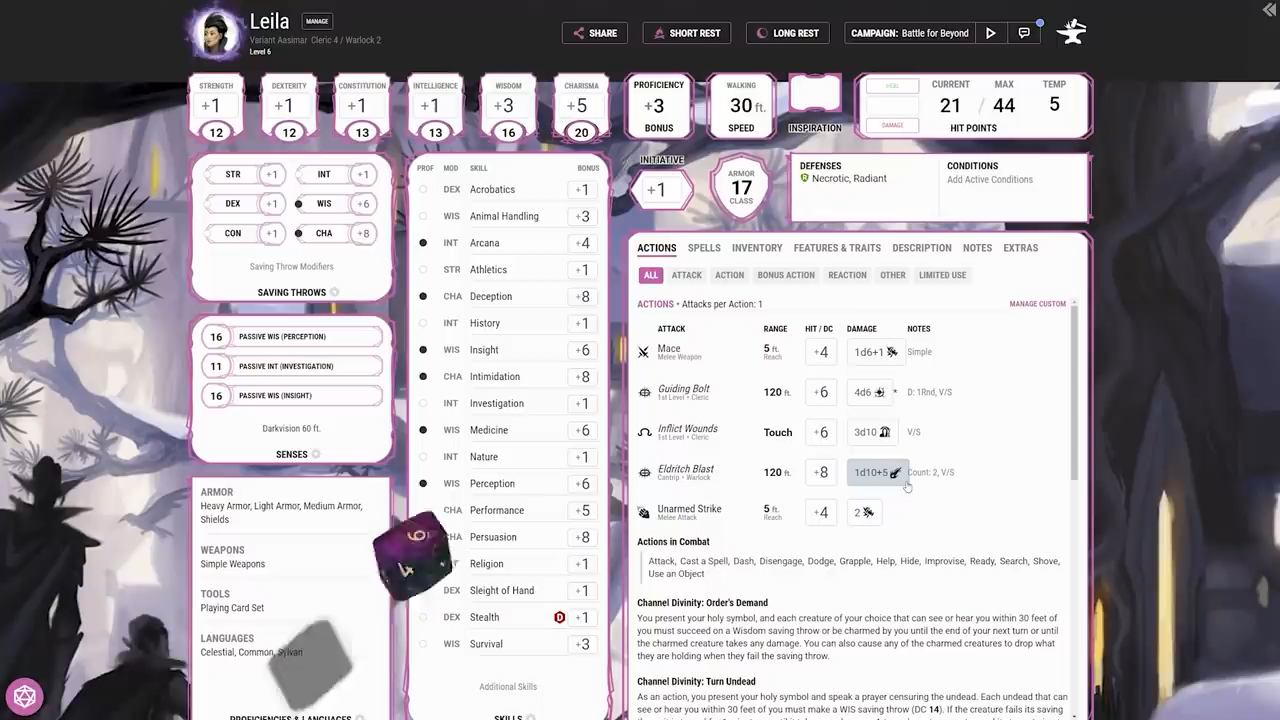 Leila
MANAGE
Variant Aasimar Cleric 4 / Warlock 2
Level 6
SHARE
SHORT REST
LONG REST
CAMPAIGN: Battle for Beyond
STRENGTH
+1
12
DEXTERITY
+1
12
CONSTITUTION
+1
13
INTELLIGENCE
+1
13
WISDOM
+3
16
CHARISMA
+5
20
PROFICIENCY
+3
BONUS
WALKING
30 ft.
SPEED
INSPIRATION
HEAL
DAMAGE
CURRENT MAX TEMP
21 / 44 5
HIT POINTS
STR +1 INT +1
DEX +1 WIS +6
CON +1 CHA +8
Saving Throw Modifiers
SAVING THROWS
16 PASSIVE WIS (PERCEPTION)
11 PASSIVE INT (INVESTIGATION)
16 PASSIVE WIS (INSIGHT)
Darkvision 60 ft.
SENSES
ARMOR
Heavy Armor, Light Armor, Medium Armor,
Shields
WEAPONS
Simple Weapons
TOOLS
Playing Card Set
LANGUAGES
Celestial, Common, Sylvan
PROFICIENCIES & LANGUAGES
PROF MOD SKILL BONUS
DEX Acrobatics +1
WIS Animal Handling +3
INT Arcana +4
STR Athletics +1
CHA Deception +8
INT History +1
WIS Insight +6
CHA Intimidation +8
INT Investigation +1
WIS Medicine +6
INT Nature +1
WIS Perception +6
CHA Performance +5
CHA Persuasion +8
Religion +1
DEX Sleight of Hand +1
DEX Stealth D +1
WIS Survival +3
Additional Skills
SKILLS
6
4
INITIATIVE
+1
ARMOR
17
CLASS
DEFENSES
Necrotic, Radiant
CONDITIONS
Add Active Conditions
ACTIONS SPELLS INVENTORY FEATURES & TRAITS DESCRIPTION NOTES EXTRAS
ALL ATTACK ACTION BONUS ACTION REACTION OTHER LIMITED USE
ACTIONS • Attacks per Action: 1
MANAGE CUSTOM
ATTACK RANGE HIT / DC DAMAGE NOTES
Mace 5 ft. +4 1d6+1 Simple
Melee Weapon Reach
Guiding Bolt 120 ft. +6 4d6 * D: 1Rnd, V/S
1st Level • Cleric
Inflict Wounds Touch +6 3d10 V/S
1st Level • Cleric
Eldritch Blast 120 ft. +8 1d10+5 Count: 2, V/S
Cantrip • Warlock
Unarmed Strike 5 ft. +4 2
Melee Attack Reach
Actions in Combat
Attack, Cast a Spell, Dash, Disengage, Dodge, Grapple, Help, Hide, Improvise, Ready, Search, Shove,
Use an Object
Channel Divinity: Order's Demand
You present your holy symbol, and each creature of your choice that can see or hear you within 30 feet of
you must succeed on a Wisdom saving throw or be charmed by you until the end of your next turn or until
the charmed creature takes any damage. You can also cause any of the charmed creatures to drop what
they are holding when they fail the saving throw.
Channel Divinity: Turn Undead
As an action, you present your holy symbol and speak a prayer censuring the undead. Each undead that can
see or hear you within 30 feet of you must make a WIS saving throw (DC 14). If the creature fails its saving